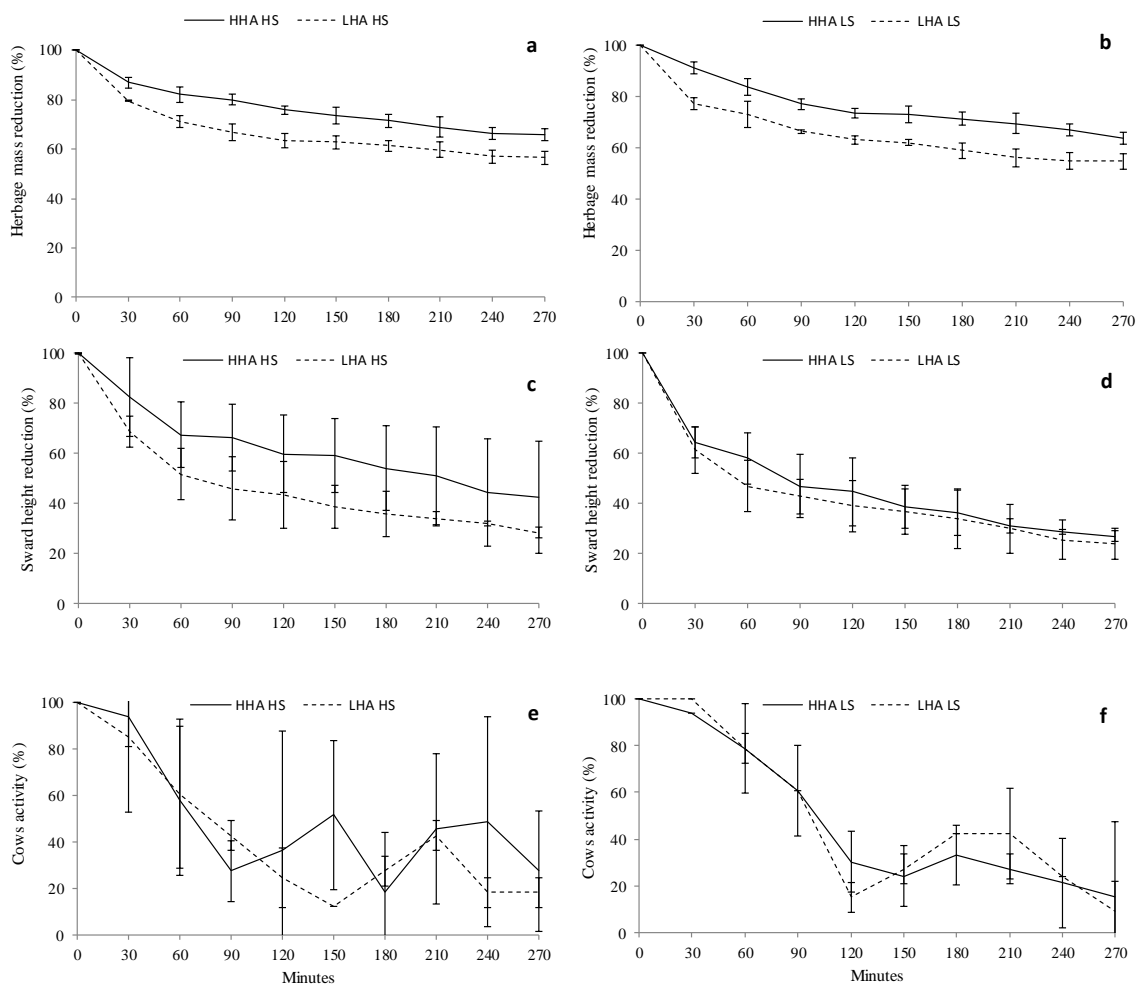 HHA HS LHA HS
a
Herbage mass reduction (%)
100
80
60
40
20
0
0 30 60 90 120 150 180 210 240 270
HHA LS LHA LS
b
Herbage mass reduction (%)
100
80
60
40
20
0
0 30 60 90 120 150 180 210 240 270
HHA HS LHA HS
c
Sward height reduction (%)
100
80
60
40
20
0
0 30 60 90 120 150 180 210 240 270
HHA LS LHA LS
d
Sward height reduction (%)
100
80
60
40
20
0
0 30 60 90 120 150 180 210 240 270
HHA HS LHA HS
e
Cows activity (%)
100
80
60
40
20
0
0 30 60 90 120 150 180 210 240 270
Minutes
HHA LS LHA LS
f
Cows activity (%)
100
80
60
40
20
0
0 30 60 90 120 150 180 210 240 270
Minutes